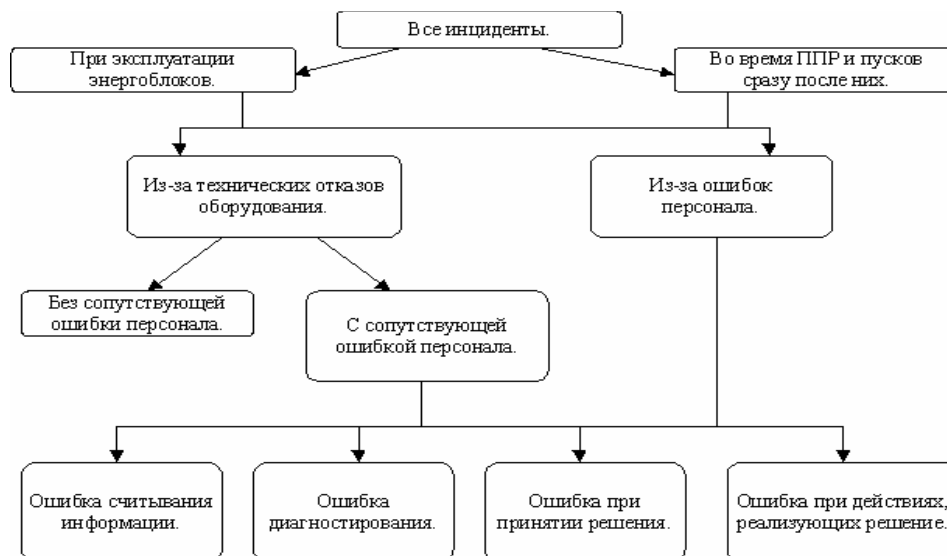 Все инциденты.
При эксплуатации
энергоблоков.
Во время ППР и пусков
сразу после них.
Из-за технических отказов
оборудования.
Из-за ошибок
персонала.
Без сопутствующей
ошибки персонала.
С сопутствующей
ошибкой персонала.
Ошибка считывания
информации.
Ошибка
диагностирования.
Ошибка при
принятии решения.
Ошибка при действиях,
реализующих решение.